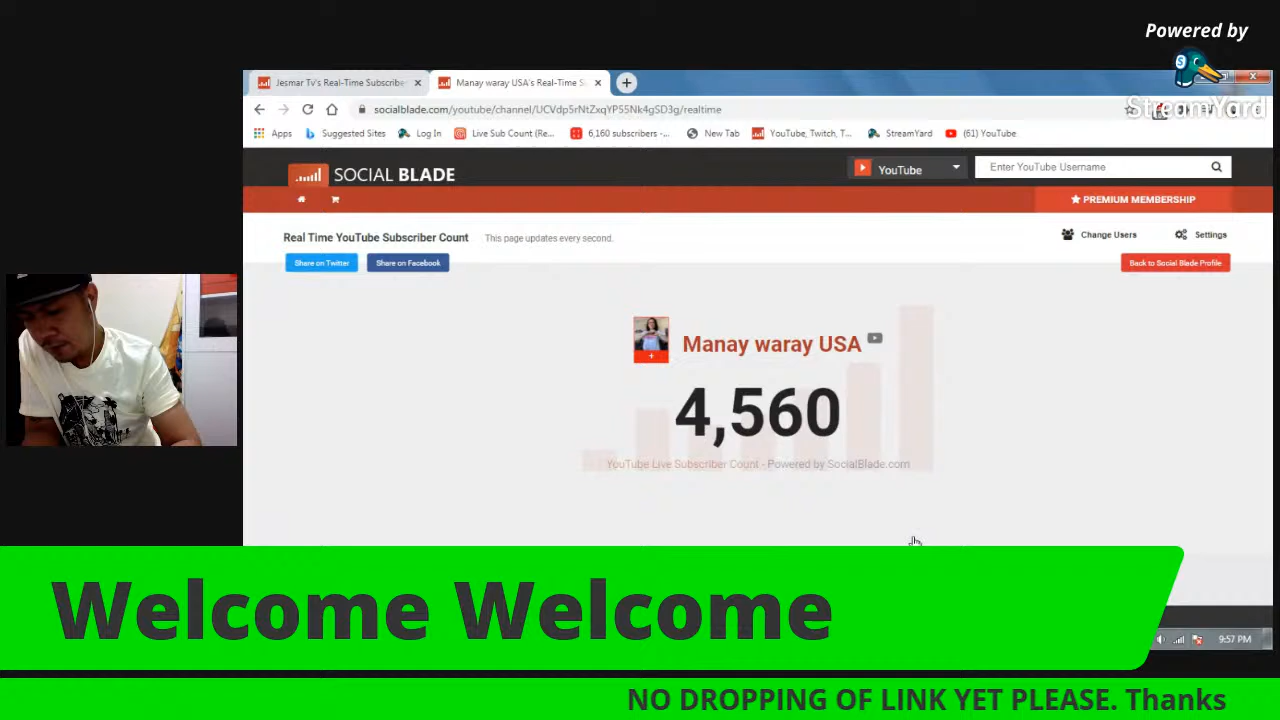 Powered by
StreamYard
Jesmar Tv's Real-Time Subscribe
Manay waray USA's Real-Time S
socialblade.com/youtube/channel/UCVdp5rNtZxqYP55Nk4gSD3g/realtime
Apps Suggested Sites Log In Live Sub Count (Re... 6,160 subscribers -... New Tab YouTube, Twitch, T... StreamYard (61) YouTube
SOCIAL BLADE
YouTube
Enter YouTube Username
PREMIUM MEMBERSHIP
Real Time YouTube Subscriber Count
This page updates every second.
Change Users
Settings
Share on Twitter
Share on Facebook
Back to Social Blade Profile
Manay waray USA
4,560
YouTube Live Subscriber Count - Powered by SocialBlade.com
Welcome Welcome
9:57 PM
NO DROPPING OF LINK YET PLEASE. Thanks